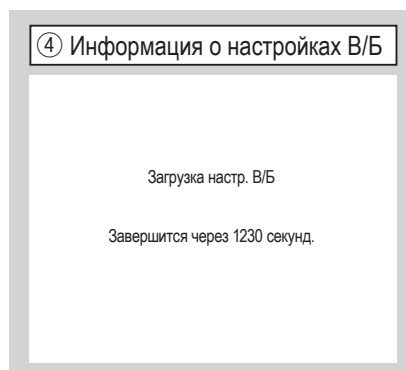 ④ Информация о настройках В/Б
Загрузка настр. В/Б
Завершится через 1230 секунд.